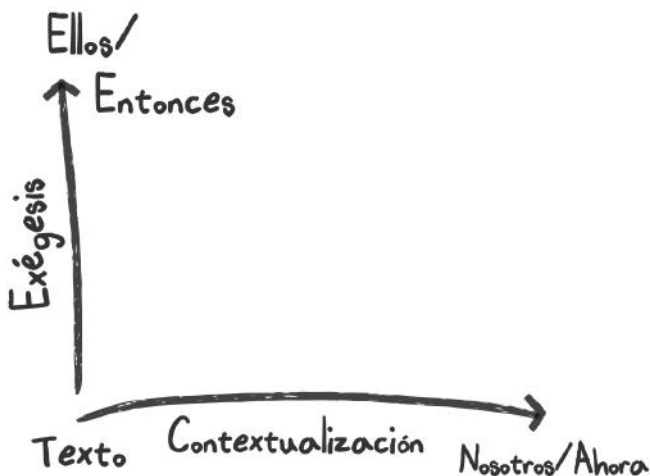 Ellos/
Entonces
Exégesis
Texto
Contextualización
Nosotros/Ahora